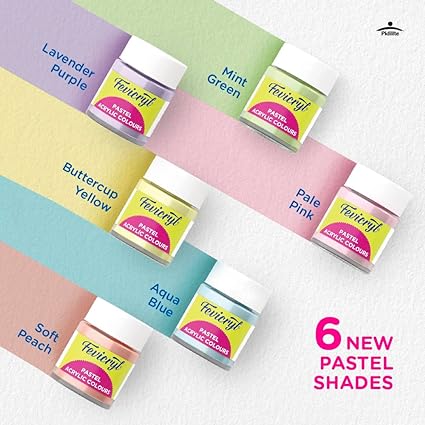 Pidilite
Lavender
Purple
Fevicryl
PASTEL
ACRYLIC COLOURS
Mint
Green
Fevicryl
PASTEL
ACRYLIC COLOURS
Buttercup
Yellow
Fevicryl
PASTEL
ACRYLIC COLOURS
Pale
Pink
Fevicryl
PASTEL
ACRYLIC COLOURS
Aqua
Blue
Fevicryl
PASTEL
ACRYLIC COLOURS
Soft
Peach
Fevicryl
PASTEL
ACRYLIC COLOURS
6 NEW
PASTEL
SHADES